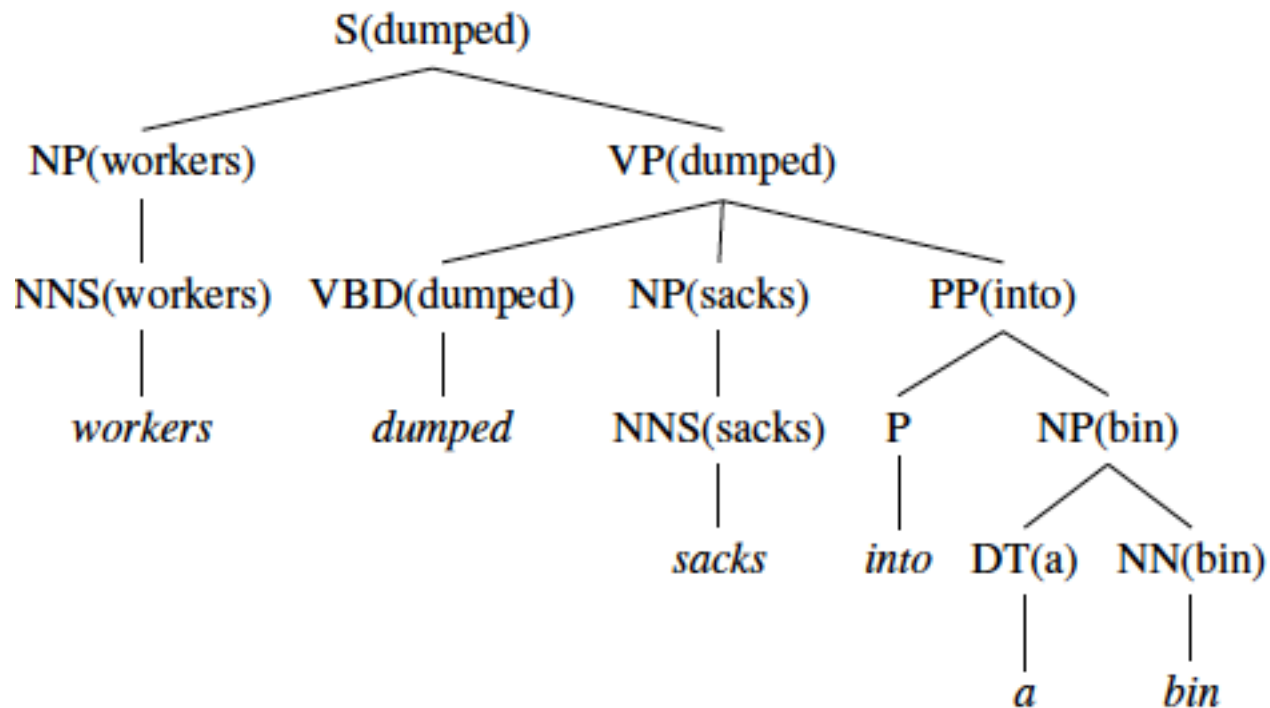 S(dumped)
NP(workers) VP(dumped)
NNS(workers) VBD(dumped) NP(sacks) PP(into)
workers dumped NNS(sacks) P NP(bin)
sacks into DT(a) NN(bin)
a bin